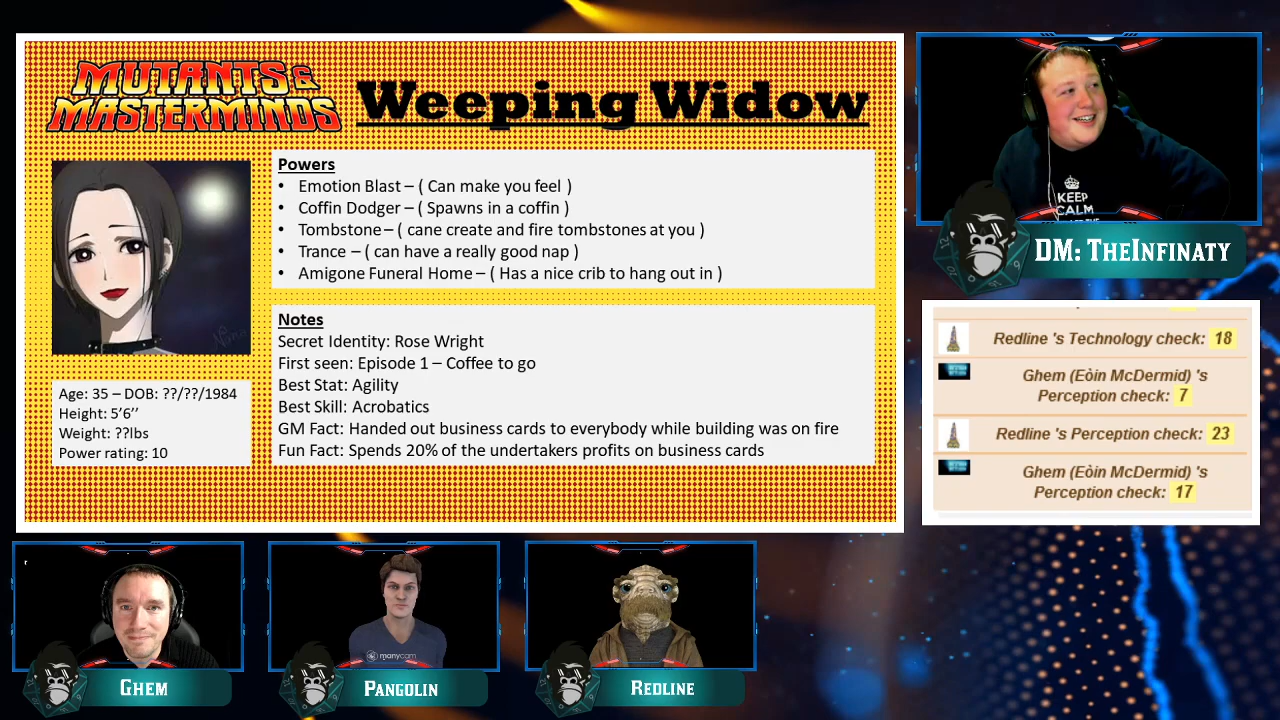 MUTANTS &
MASTERMINDS
Weeping Widow
Powers
• Emotion Blast – ( Can make you feel )
• Coffin Dodger – ( Spawns in a coffin )
• Tombstone – ( cane create and fire tombstones at you )
• Trance – ( can have a really good nap )
• Amigone Funeral Home – ( Has a nice crib to hang out in )
Notes
Secret Identity: Rose Wright
First seen: Episode 1 – Coffee to go
Best Stat: Agility
Best Skill: Acrobatics
GM Fact: Handed out business cards to everybody while building was on fire
Fun Fact: Spends 20% of the undertakers profits on business cards
Age: 35 – DOB: ??/??/1984
Height: 5’6’’
Weight: ??lbs
Power rating: 10
KEEP
CALM
DM: TheInfinaty
Redline 's Technology check: 18
Ghem (Eòin McDermid) 's
Perception check: 7
Redline 's Perception check: 23
Ghem (Eòin McDermid) 's
Perception check: 17
manycam
Ghem
Pangolin
Redline